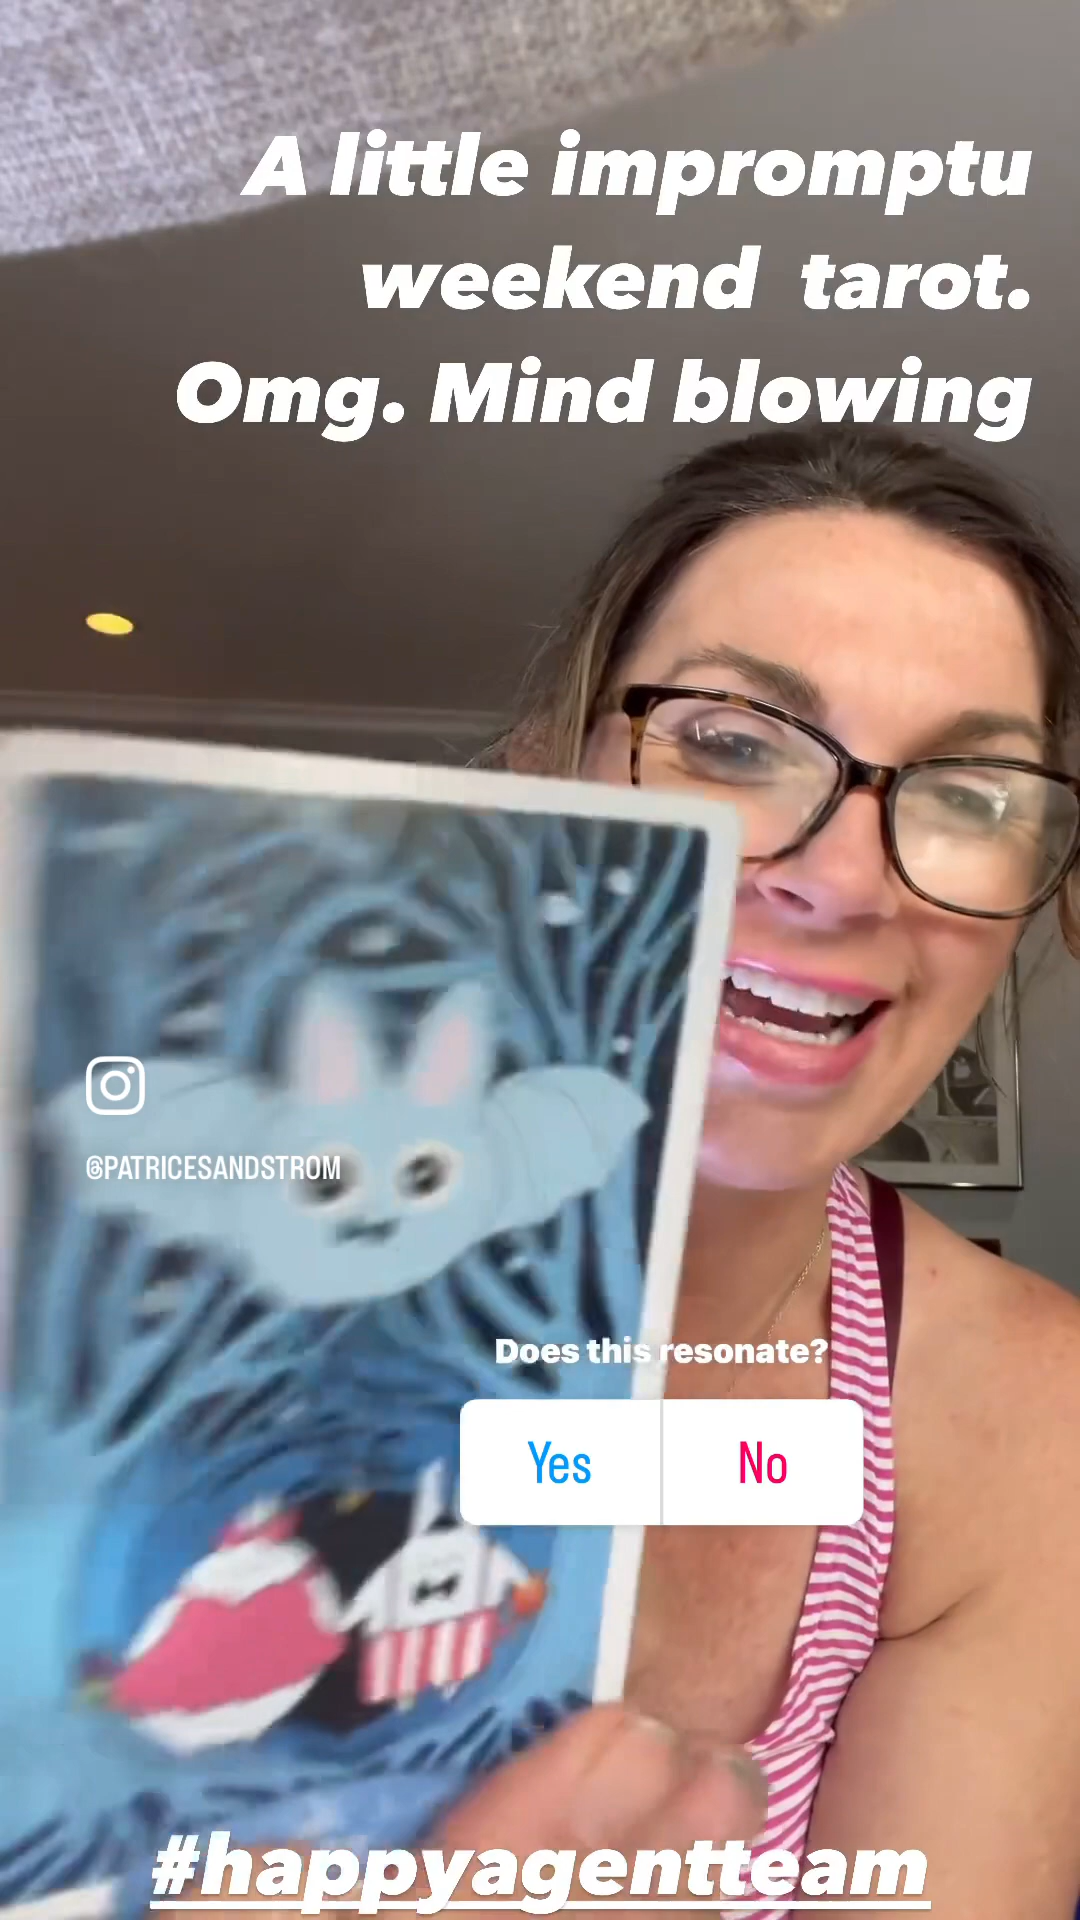 A little impromptu
weekend tarot.
Omg. Mind blowing
@PATRICESANDSTROM
Does this resonate?
Yes No
#happyagentteam